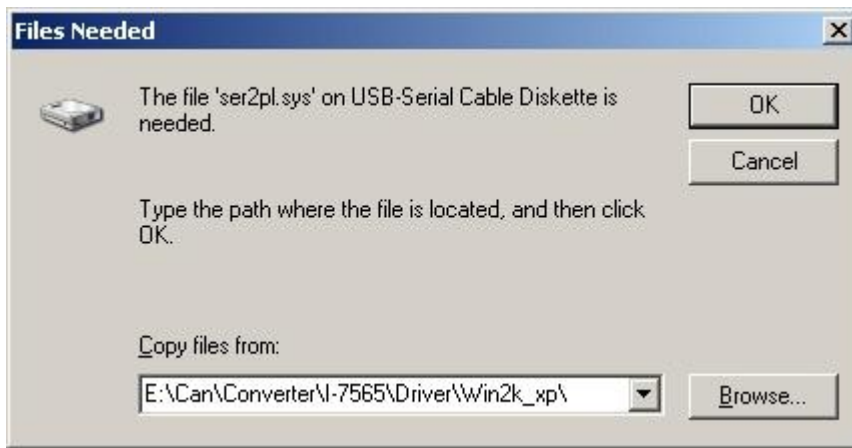 Files Needed
The file 'ser2pl.sys' on USB-Serial Cable Diskette is
needed.
OK
Cancel
Type the path where the file is located, and then click
OK.
Copy files from:
E:\Can\Converter\I-7565\Driver\\Win2k_xp\
Browse...